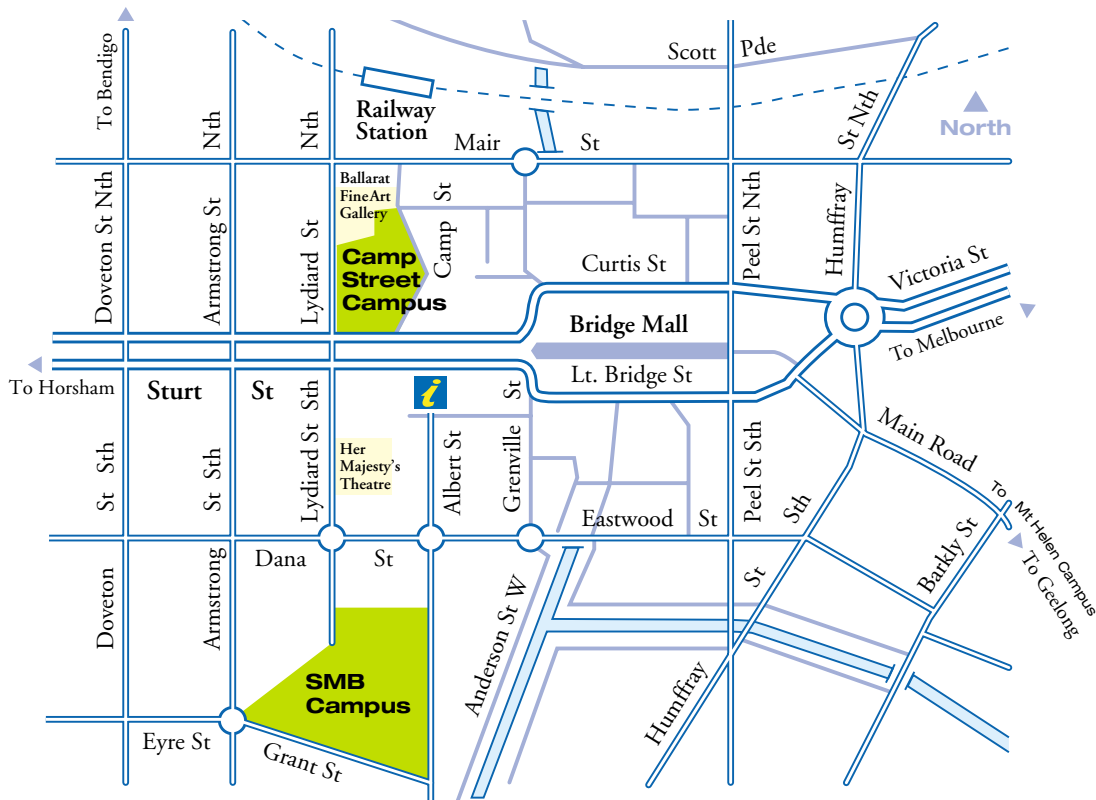 To Bendigo
Scott Pde
North
Railway
Station
Mair St
St Nth
Nth
Nth
Ballarat
Fine Art
Gallery
Doveton St Nth
Armstrong St
Lydiard St
Camp St
Peel St Nth
Humffray
Camp
Street
Campus
Curtis St
Victoria St
To Melbourne
Bridge Mall
Lt. Bridge St
To Horsham
Sturt St
i
Lydiard St Sth
St Sth
St Sth
Her
Majesty's
Theatre
Albert St
Grenville St
Peel St Sth
Main Road
To Mt Helen Campus
To Geelong
Eastwood St
Dana St
Doveton
Armstrong
Anderson St W
Humffray St Sth
Barkly St
SMB
Campus
Eyre St
Grant St